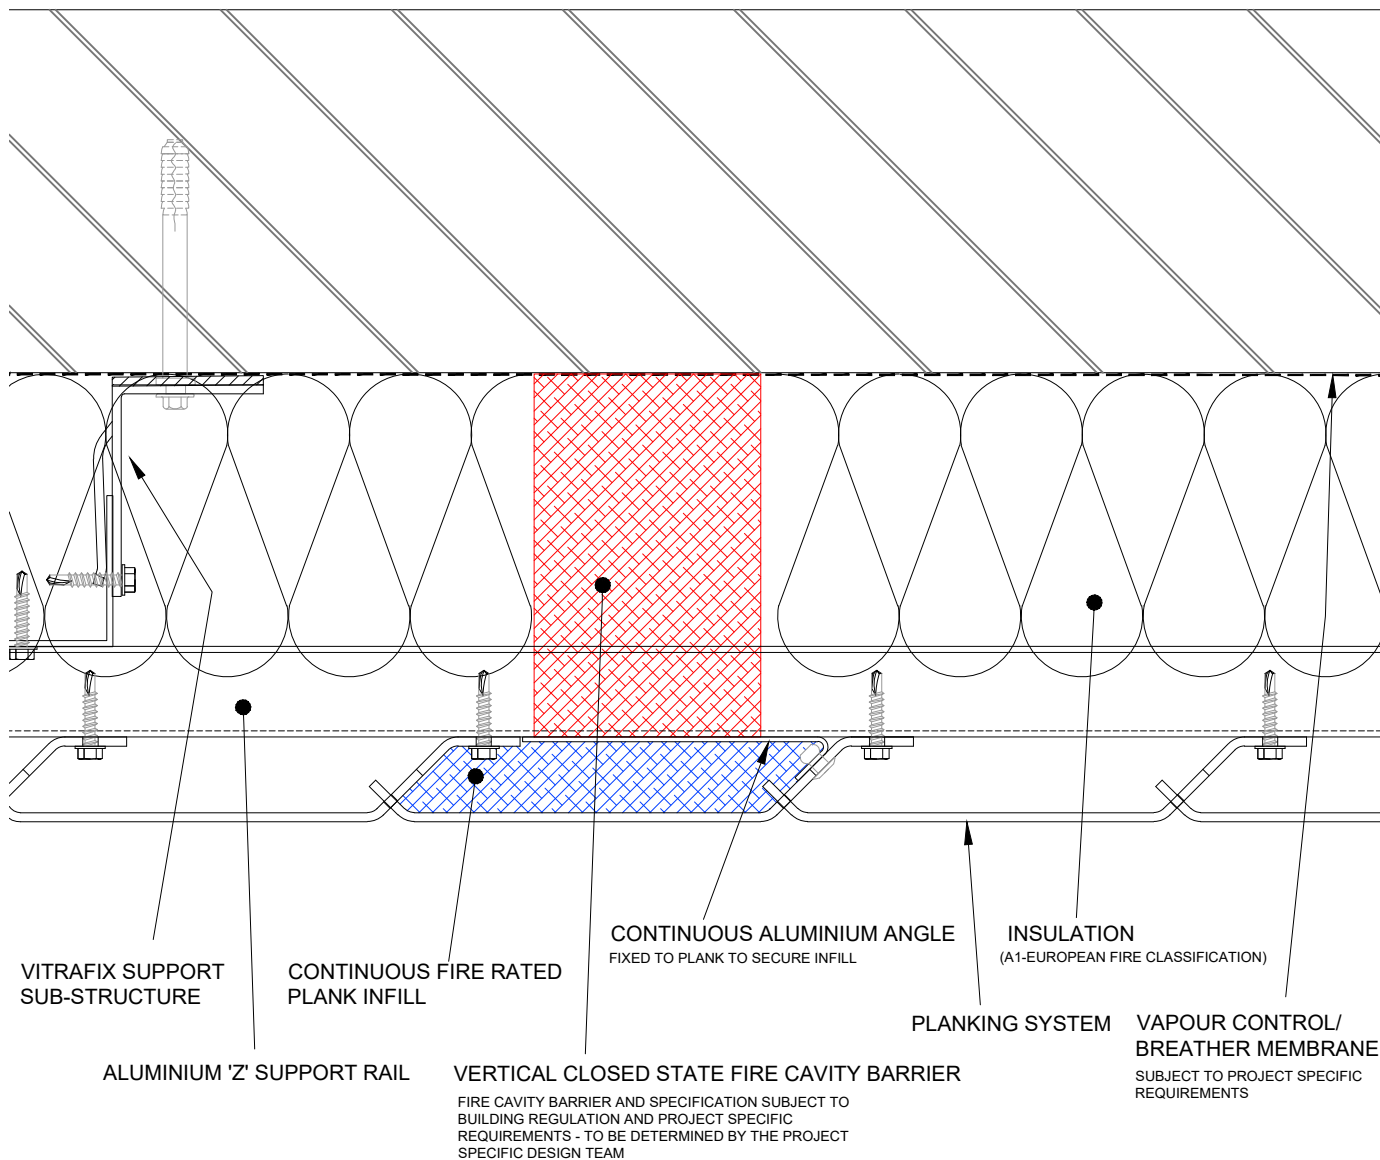 CONTINUOUS ALUMINIUM ANGLE
FIXED TO PLANK TO SECURE INFILL
INSULATION
(A1-EUROPEAN FIRE CLASSIFICATION)
VITRAFIX SUPPORT
SUB-STRUCTURE
CONTINUOUS FIRE RATED
PLANK INFILL
PLANKING SYSTEM
VAPOUR CONTROL/
BREATHER MEMBRANE
SUBJECT TO PROJECT SPECIFIC
REQUIREMENTS
ALUMINIUM 'Z' SUPPORT RAIL
VERTICAL CLOSED STATE FIRE CAVITY BARRIER
FIRE CAVITY BARRIER AND SPECIFICATION SUBJECT TO
BUILDING REGULATION AND PROJECT SPECIFIC
REQUIREMENTS - TO BE DETERMINED BY THE PROJECT
SPECIFIC DESIGN TEAM